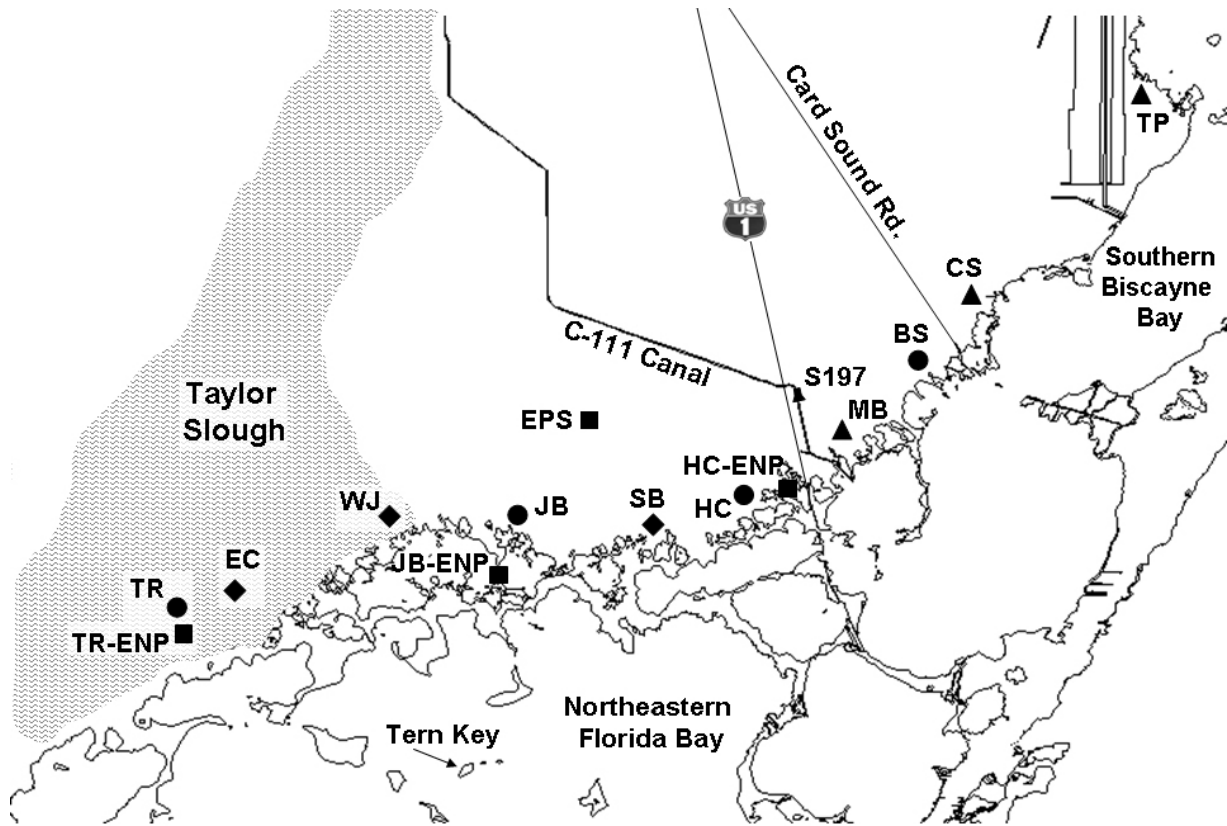 TP
Card Sound Rd.
US
1
CS
Southern
Biscayne
Bay
BS
C-111 Canal
S197
MB
Taylor
Slough
EPS
HC-ENP
HC
WJ
JB
SB
EC
JB-ENP
TR
TR-ENP
Northeastern
Florida Bay
Tern Key